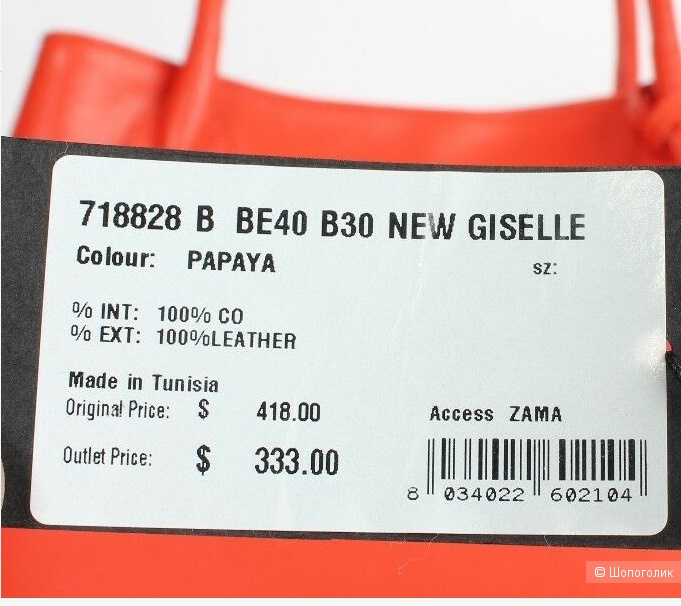 718828 B BE40 B30 NEW GISELLE
Colour: PAPAYA
sz:
% INT: 100% CO
% EXT: 100%LEATHER
Made in Tunisia
Original Price: $ 418.00
Access ZAMA
Outlet Price: $ 333.00
8 034022 602104
© Шопоголик